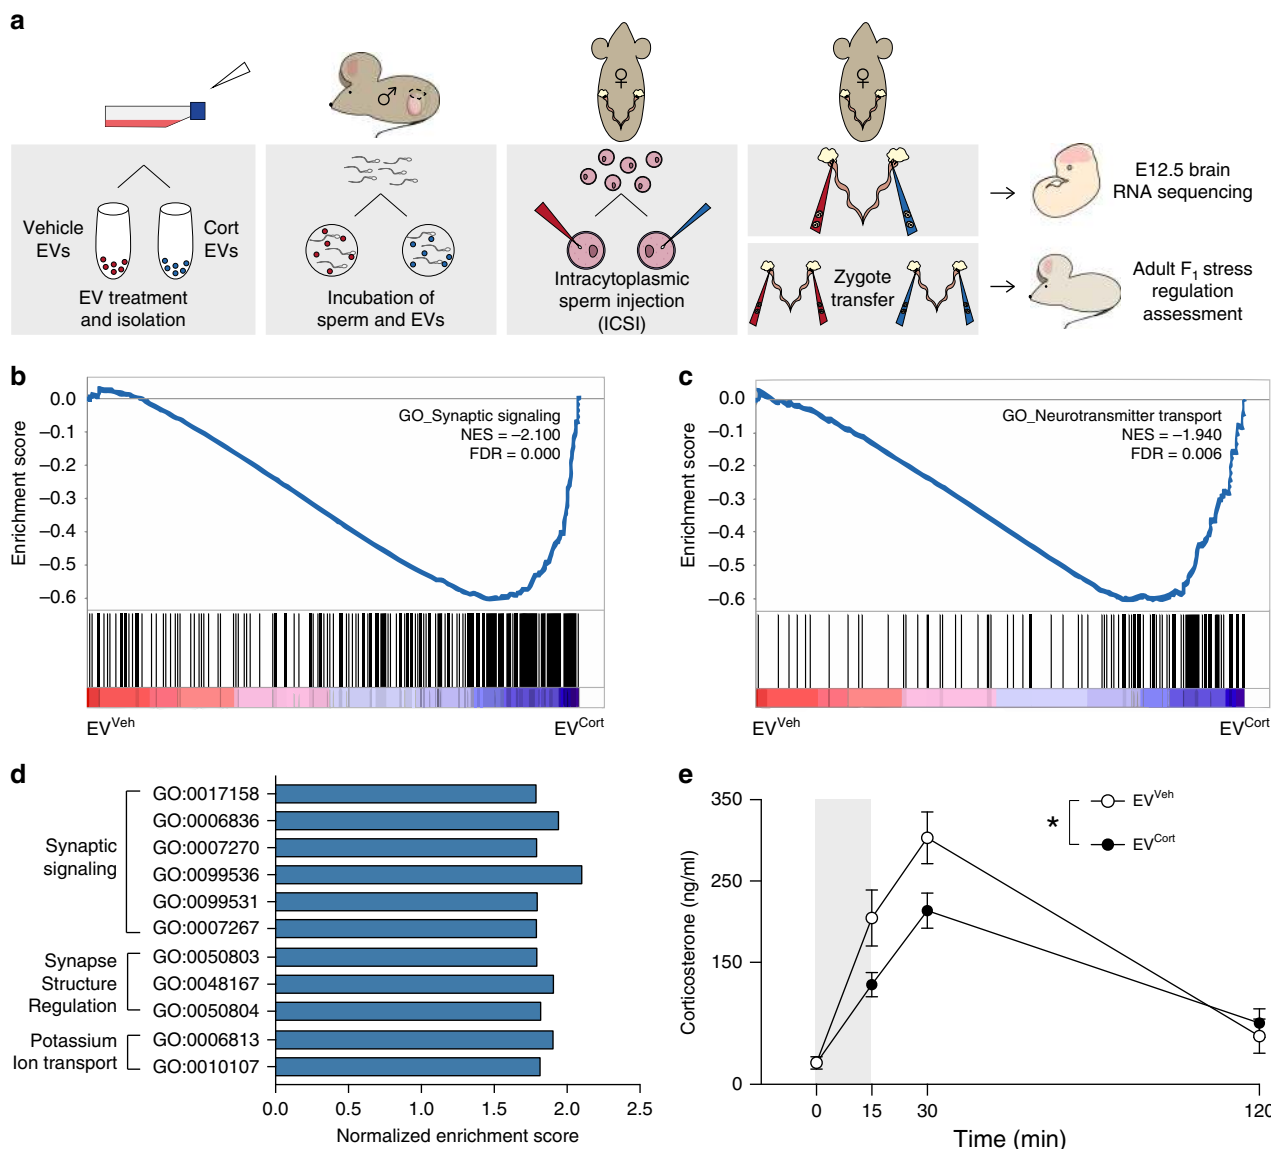 a
Vehicle
EVs
Cort
EVs
EV treatment
and isolation
♂
Incubation of
sperm and EVs
♀
Intracytoplasmic
sperm injection
(ICSI)
♀
Zygote
transfer
E12.5 brain
RNA sequencing
Adult F1 stress
regulation
assessment
b
Enrichment score
0.0
–0.1
–0.2
–0.3
–0.4
–0.5
–0.6
GO_Synaptic signaling
NES = –2.100
FDR = 0.000
EVVeh
EVCort
c
Enrichment score
0.0
–0.1
–0.2
–0.3
–0.4
–0.5
–0.6
GO_Neurotransmitter transport
NES = –1.940
FDR = 0.006
EVVeh
EVCort
d
Synaptic
signaling
GO:0017158
GO:0006836
GO:0007270
GO:0099536
GO:0099531
GO:0007267
Synapse
Structure
Regulation
GO:0050803
GO:0048167
GO:0050804
Potassium
Ion transport
GO:0006813
GO:0010107
0.0 0.5 1.0 1.5 2.0 2.5
Normalized enrichment score
e
Corticosterone (ng/ml)
350
250
150
0
*
EVVeh
EVCort
0 15 30 120
Time (min)